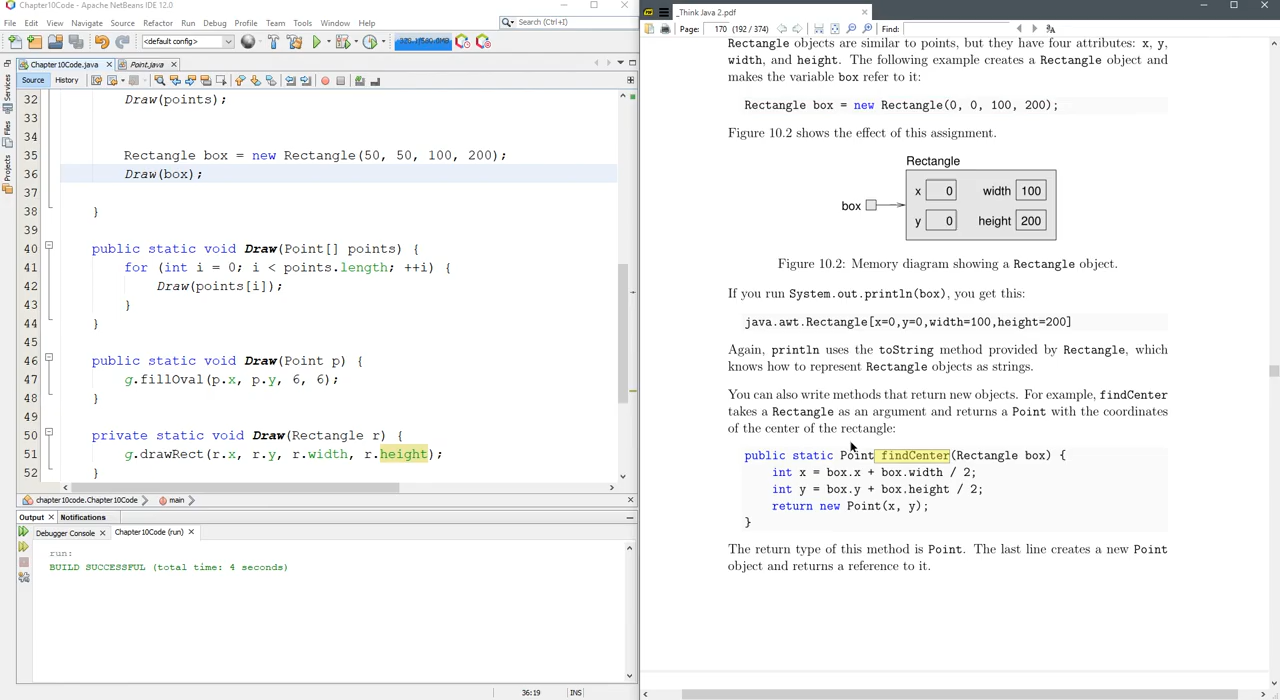 Chapter10Code - Apache NetBeans IDE 12.0
File Edit View Navigate Source Refactor Run Debug Profile Team Tools Window Help
Search (Ctrl+I)
<default config>
Chapter10Code.java
Point.java
Source History
Services
Files
Projects
32 Draw(points);
33
34
35 Rectangle box = new Rectangle(50, 50, 100, 200);
36 Draw(box);
37
38 }
39
40 public static void Draw(Point[] points) {
41 for (int i = 0; i < points.length; ++i) {
42 Draw(points[i]);
43 }
44 }
45
46 public static void Draw(Point p) {
47 g.fillOval(p.x, p.y, 6, 6);
48 }
49
50 private static void Draw(Rectangle r) {
51 g.drawRect(r.x, r.y, r.width, r.height);
52 }
chapter10code.Chapter10Code main
Output Notifications
Debugger Console Chapter10Code (run)
run:
BUILD SUCCESSFUL (total time: 4 seconds)
36:19 INS
_Think Java 2.pdf
Page: 170 (192 / 374) Find:
Rectangle objects are similar to points, but they have four attributes: x, y,
width, and height. The following example creates a Rectangle object and
makes the variable box refer to it:
Rectangle box = new Rectangle(0, 0, 100, 200);
Figure 10.2 shows the effect of this assignment.
Rectangle
x 0 width 100
box
y 0 height 200
Figure 10.2: Memory diagram showing a Rectangle object.
If you run System.out.println(box), you get this:
java.awt.Rectangle[x=0,y=0,width=100,height=200]
Again, println uses the toString method provided by Rectangle, which
knows how to represent Rectangle objects as strings.
You can also write methods that return new objects. For example, findCenter
takes a Rectangle as an argument and returns a Point with the coordinates
of the center of the rectangle:
public static Point findCenter(Rectangle box) {
int x = box.x + box.width / 2;
int y = box.y + box.height / 2;
return new Point(x, y);
}
The return type of this method is Point. The last line creates a new Point
object and returns a reference to it.